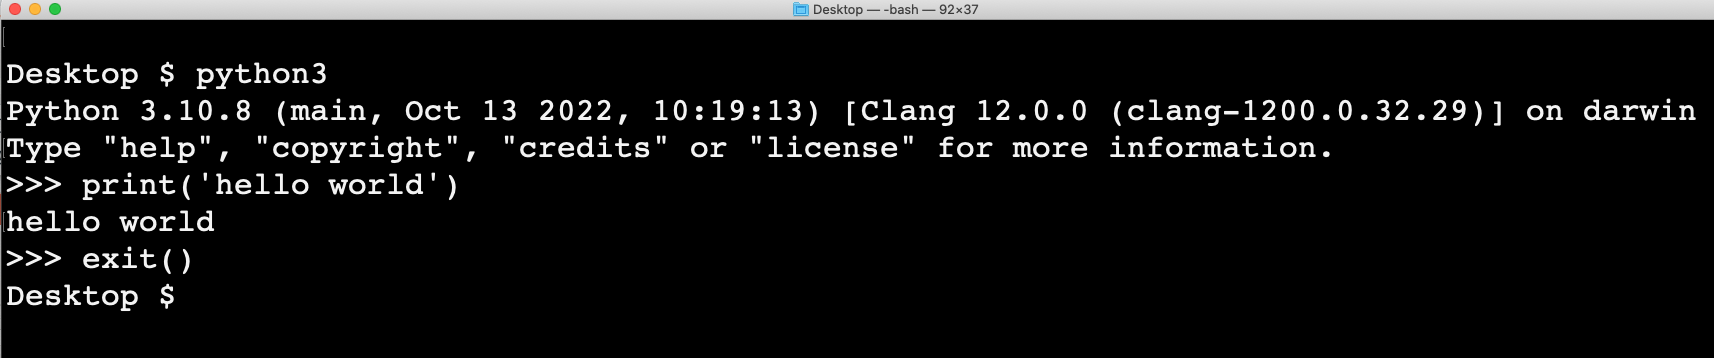 Desktop — -bash — 92×37
Desktop $ python3
Python 3.10.8 (main, Oct 13 2022, 10:19:13) [Clang 12.0.0 (clang-1200.0.32.29)] on darwin
Type "help", "copyright", "credits" or "license" for more information.
>>> print('hello world')
hello world
>>> exit()
Desktop $